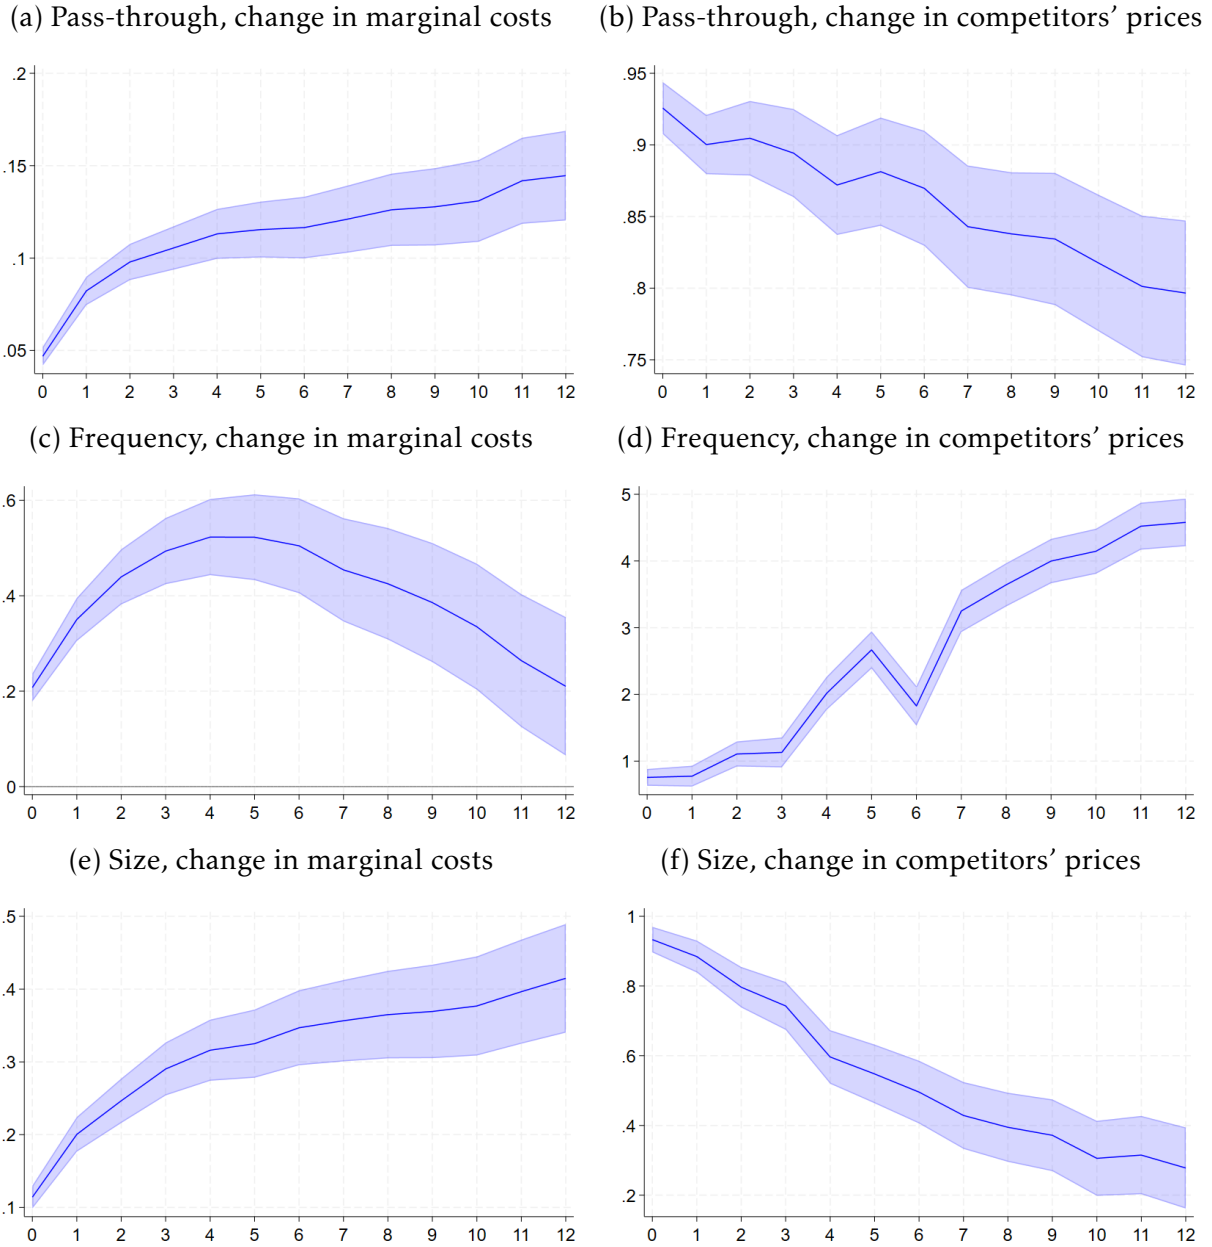 (a) Pass-through, change in marginal costs
(b) Pass-through, change in competitors' prices
.2
.15
.1
.05
0 1 2 3 4 5 6 7 8 9 10 11 12
.95
.9
.85
.8
.75
0 1 2 3 4 5 6 7 8 9 10 11 12
(c) Frequency, change in marginal costs
(d) Frequency, change in competitors' prices
.6
.4
.2
0
0 1 2 3 4 5 6 7 8 9 10 11 12
5
4
3
2
1
0 1 2 3 4 5 6 7 8 9 10 11 12
(e) Size, change in marginal costs
(f) Size, change in competitors' prices
.5
.4
.3
.2
.1
0 1 2 3 4 5 6 7 8 9 10 11 12
1
.8
.6
.4
.2
0 1 2 3 4 5 6 7 8 9 10 11 12